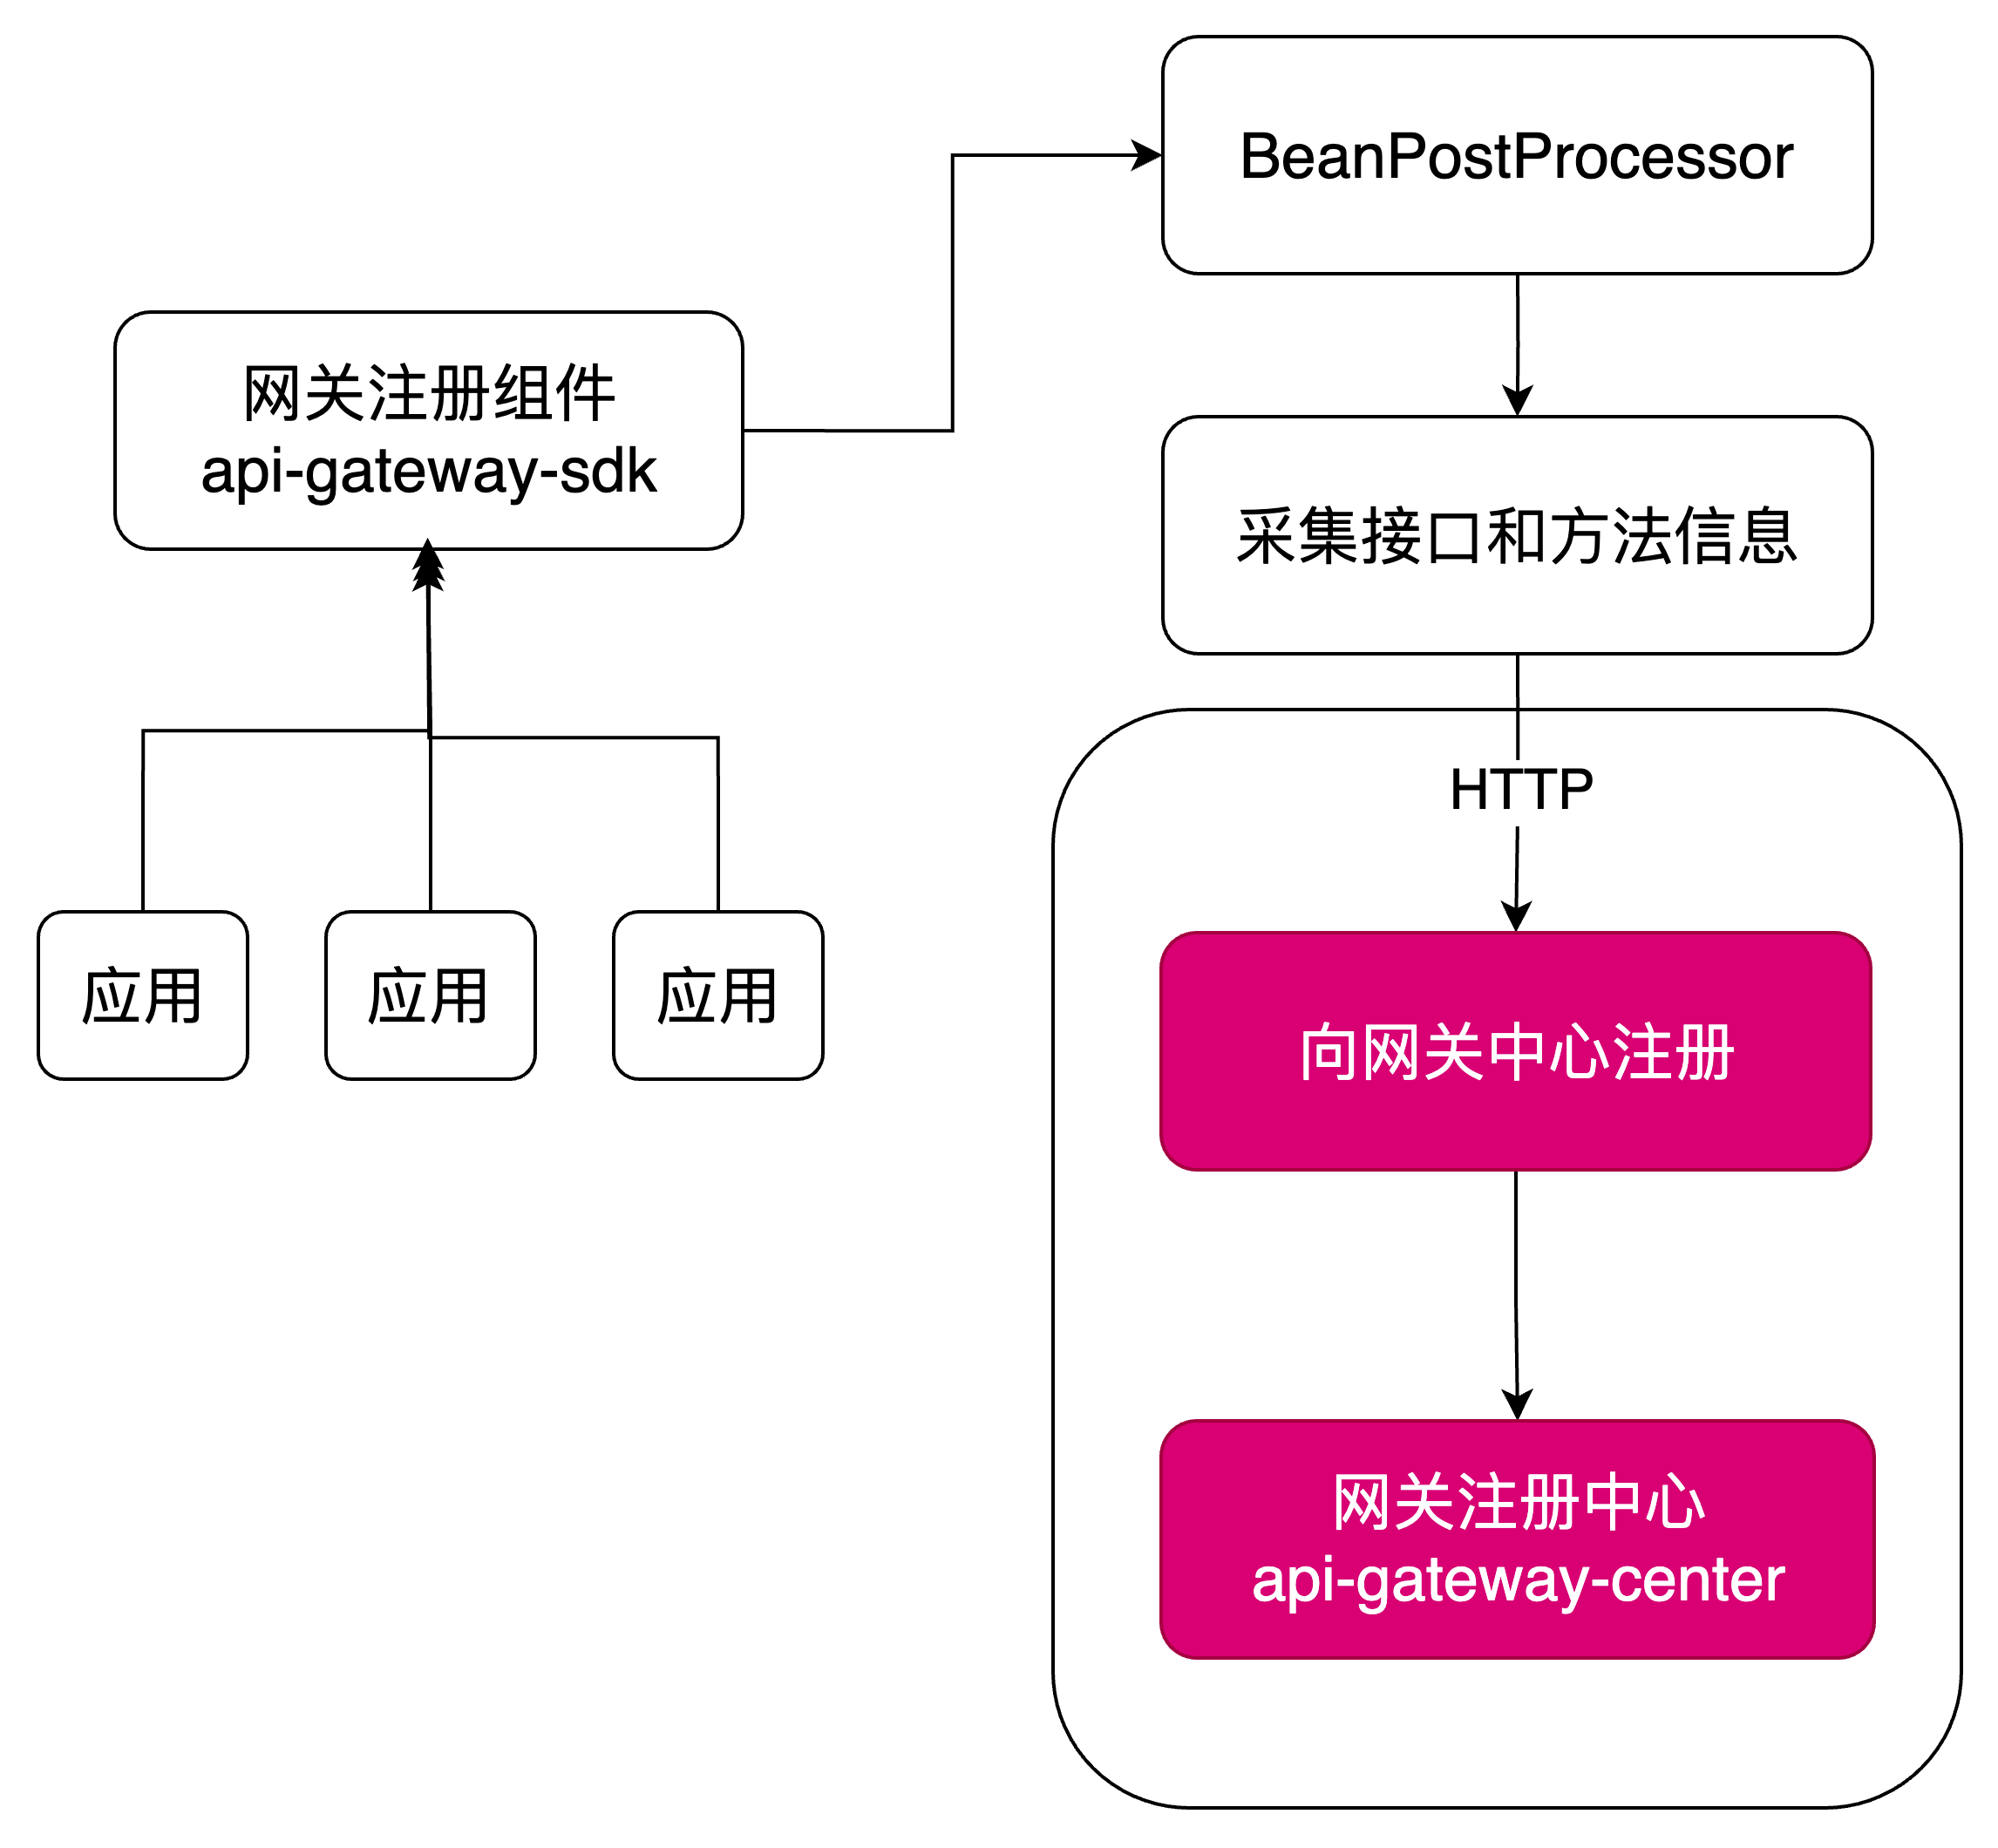 BeanPostProcessor
网关注册组件
api-gateway-sdk
采集接口和方法信息
HTTP
应用
应用
应用
向网关中心注册
网关注册中心
api-gateway-center